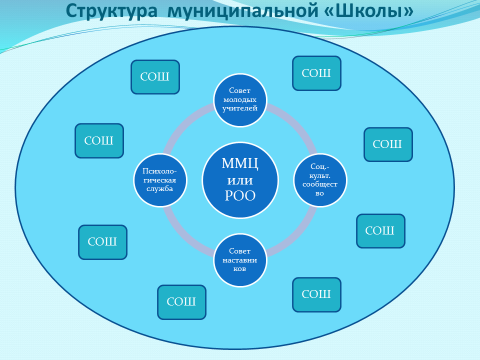 Структура муниципальной «Школы»
СОШ
СОШ
Совет
молодых
учителей
СОШ
СОШ
Психоло-
гическая
служба
ММЦ
или
РОО
Соц.-
культ.
сообщест
во
СОШ
СОШ
Совет
наставни
ков
СОШ
СОШ